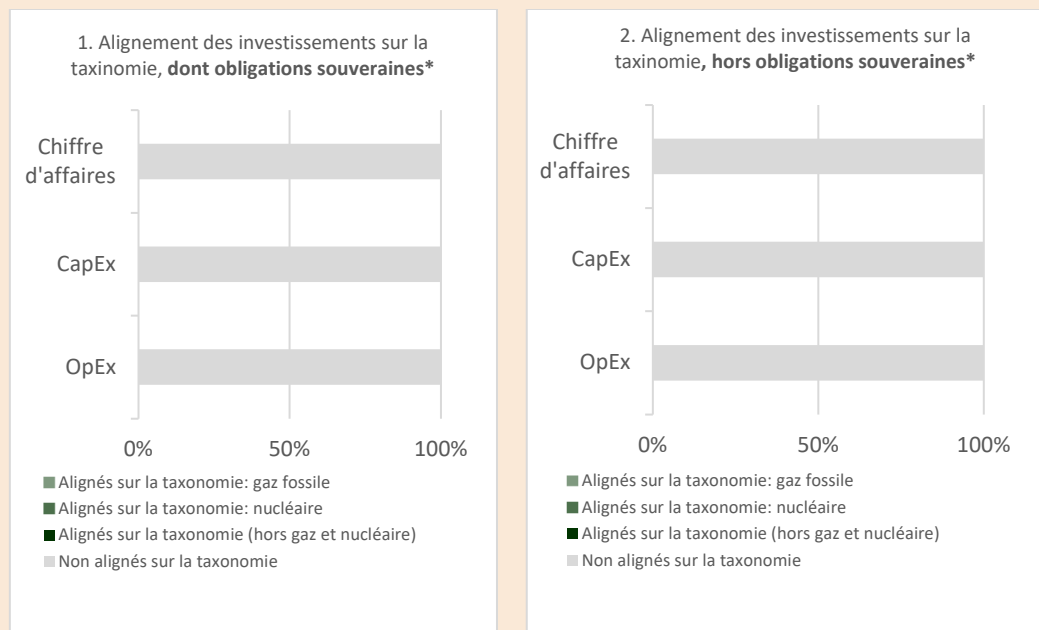 1. Alignement des investissements sur la
taxinomie, dont obligations souveraines*
Chiffre
d'affaires
CapEx
OpEx
0% 50% 100%
Alignés sur la taxonomie: gaz fossile
Alignés sur la taxonomie: nucléaire
Alignés sur la taxonomie (hors gaz et nucléaire)
Non alignés sur la taxonomie
2. Alignement des investissements sur la
taxinomie, hors obligations souveraines*
Chiffre
d'affaires
CapEx
OpEx
0% 50% 100%
Alignés sur la taxonomie: gaz fossile
Alignés sur la taxonomie: nucléaire
Alignés sur la taxonomie (hors gaz et nucléaire)
Non alignés sur la taxonomie